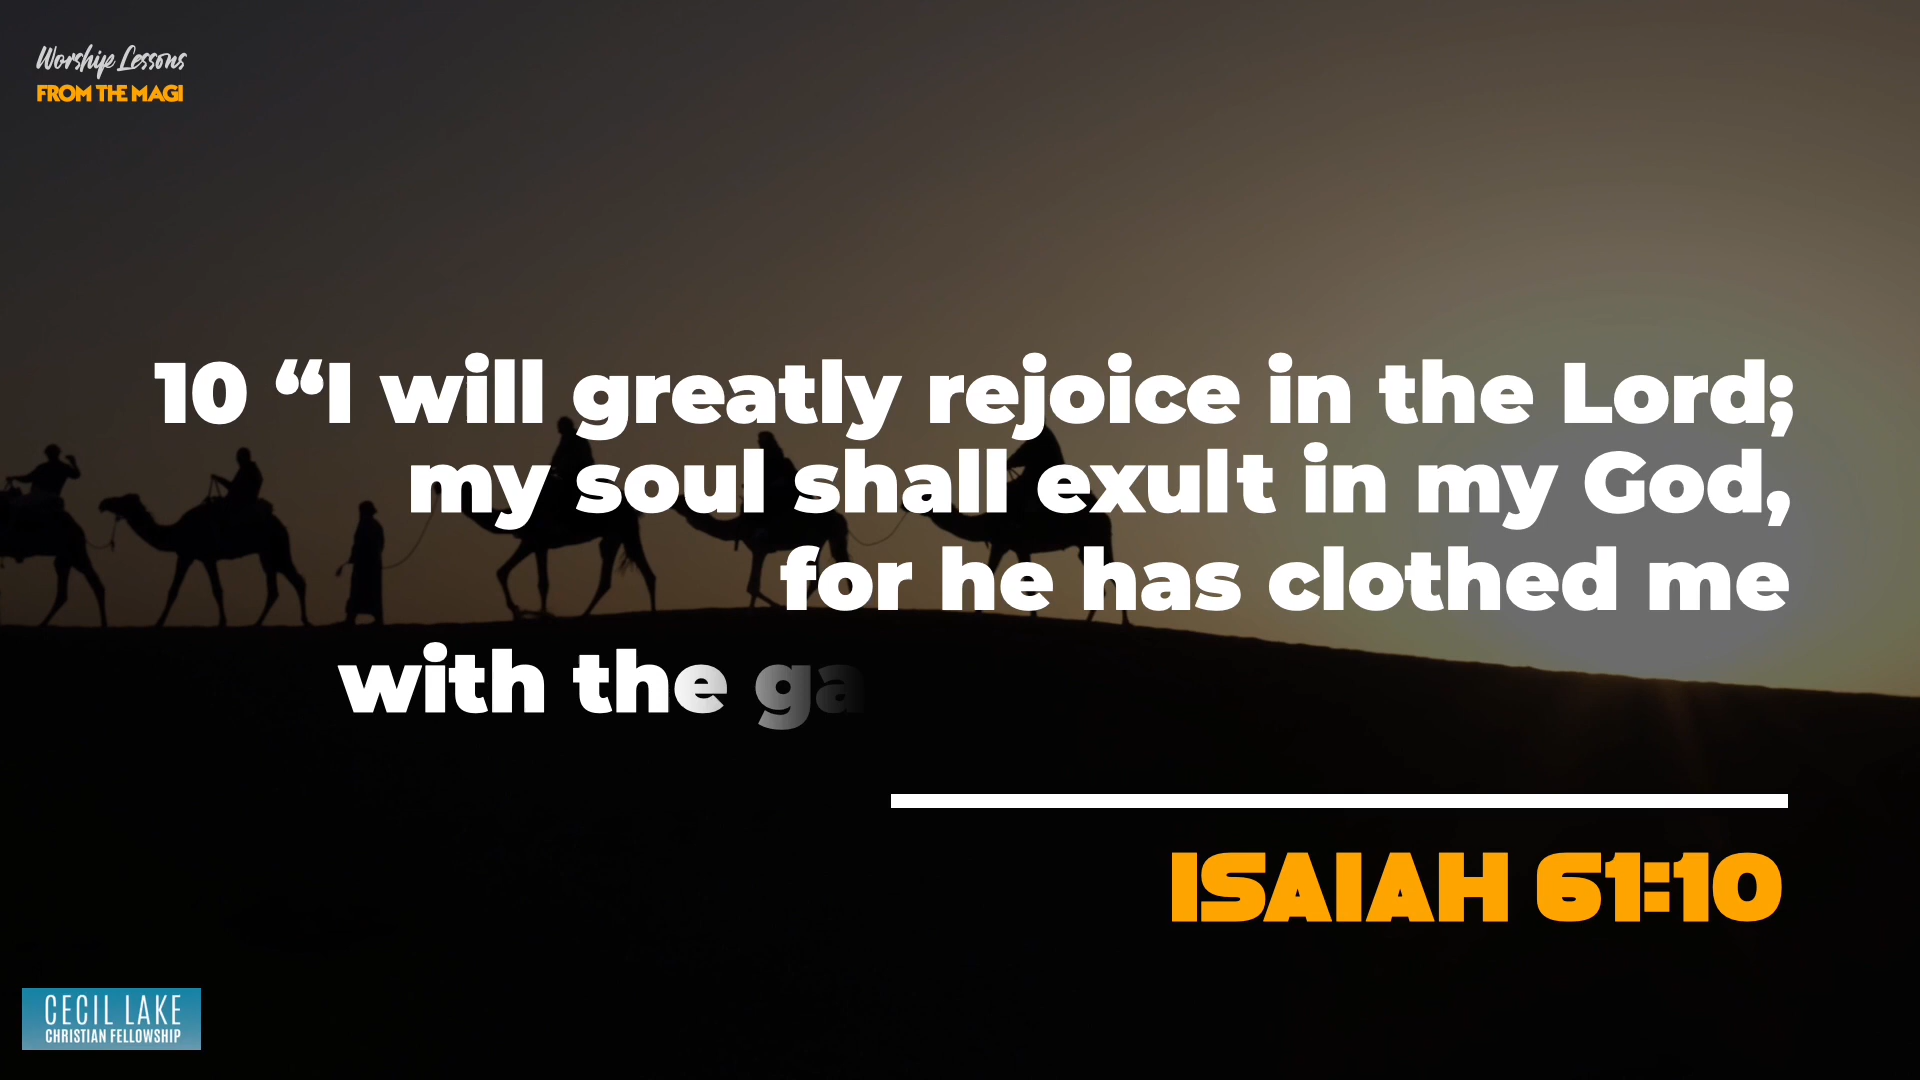 Worship Lessons
FROM THE MAGI
10 “I will greatly rejoice in the Lord;
my soul shall exult in my God,
for he has clothed me
with the
ISAIAH 61:10
CECIL LAKE
CHRISTIAN FELLOWSHIP